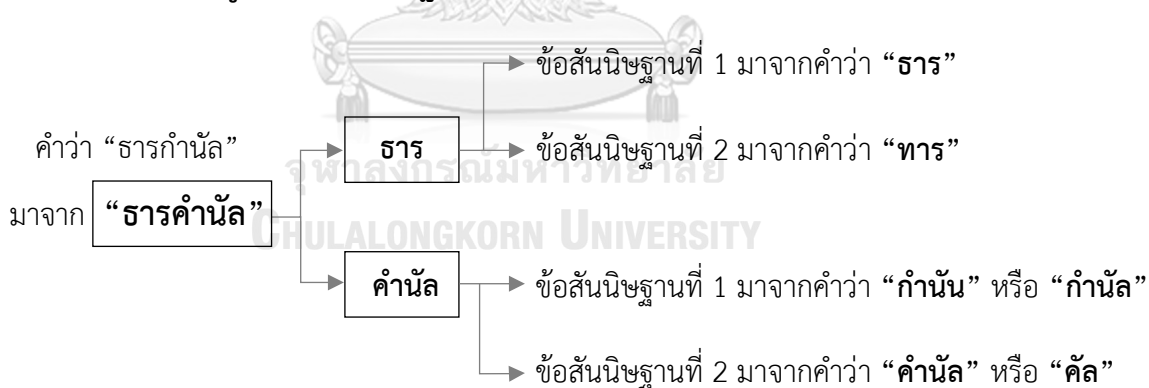 ข้อสันนิษฐานที่ 1 มาจากคำว่า “ธาร”
คำว่า “ธารกำนัล”
ธาร
ข้อสันนิษฐานที่ 2 มาจากคำว่า “ทาร”
จุฬาลงกรณ์มหาวิทยาลัย
มาจาก “ธารคำนัล”
CHULALONGKORN UNIVERSITY
คำนัล
ข้อสันนิษฐานที่ 1 มาจากคำว่า “กำนัน” หรือ “กำนัล”
ข้อสันนิษฐานที่ 2 มาจากคำว่า “คำนัล” หรือ “คัล”